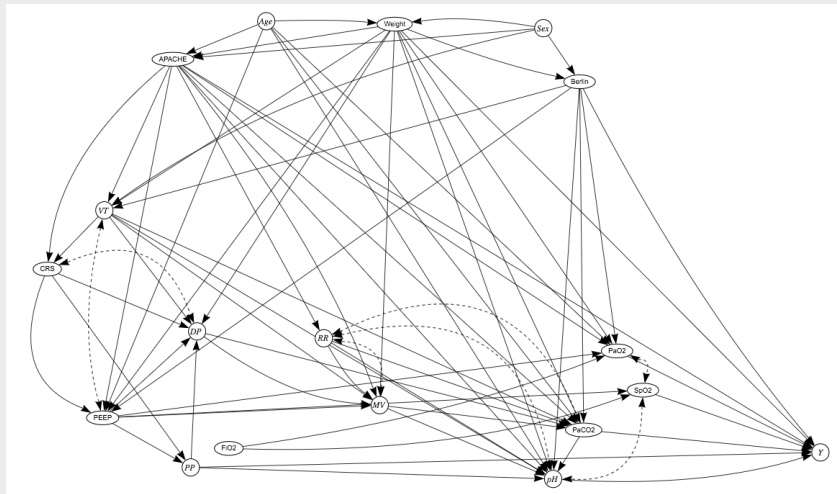 Age
Weight
Sex
APACHE
Berlin
VT
CRS
DP
RR
PaO2
SpO2
MV
PEEP
PaCO2
FiO2
Y
PP
pH